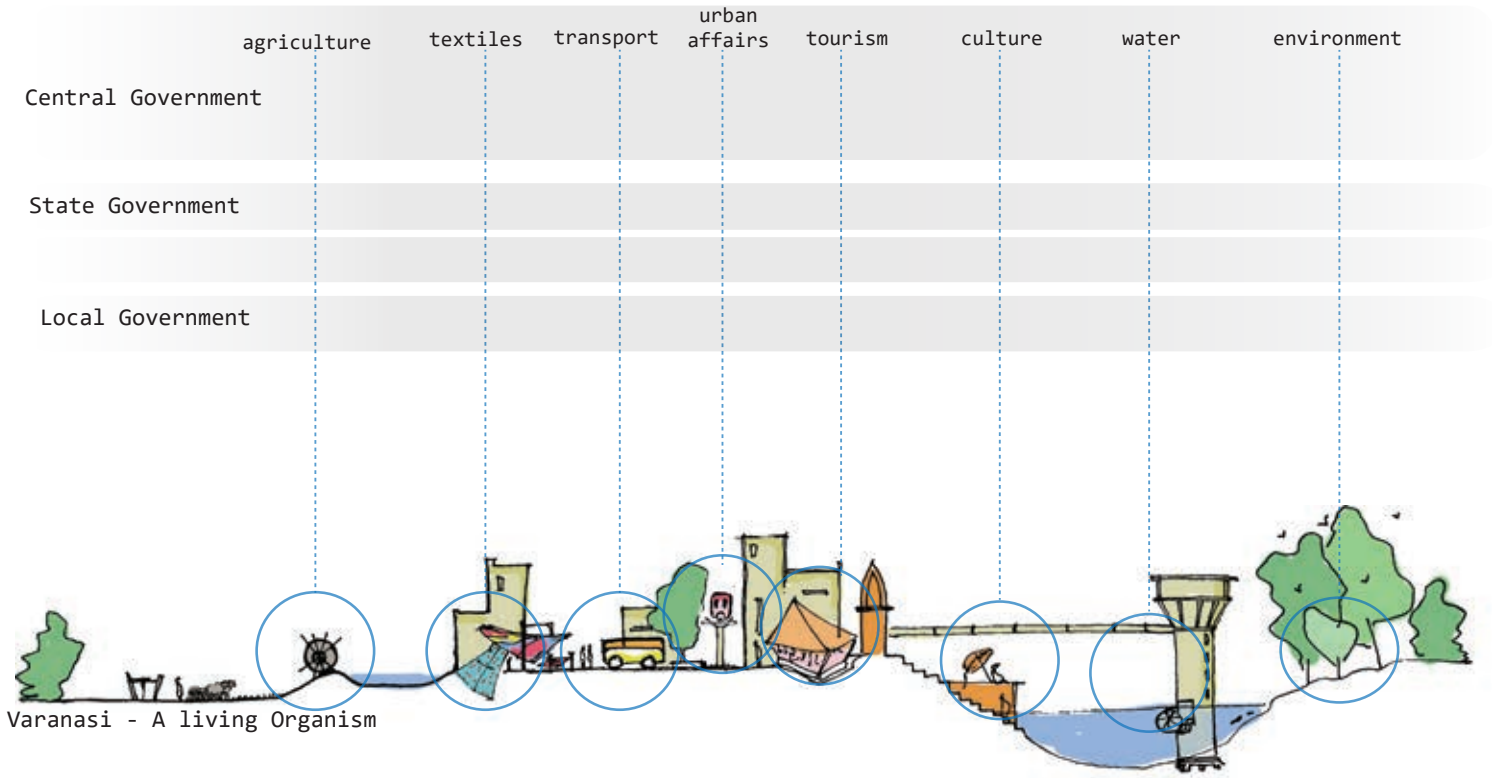 urban
agriculture textiles transport affairs tourism culture water environment
Central Government
State Government
Local Government
Varanasi - A living Organism